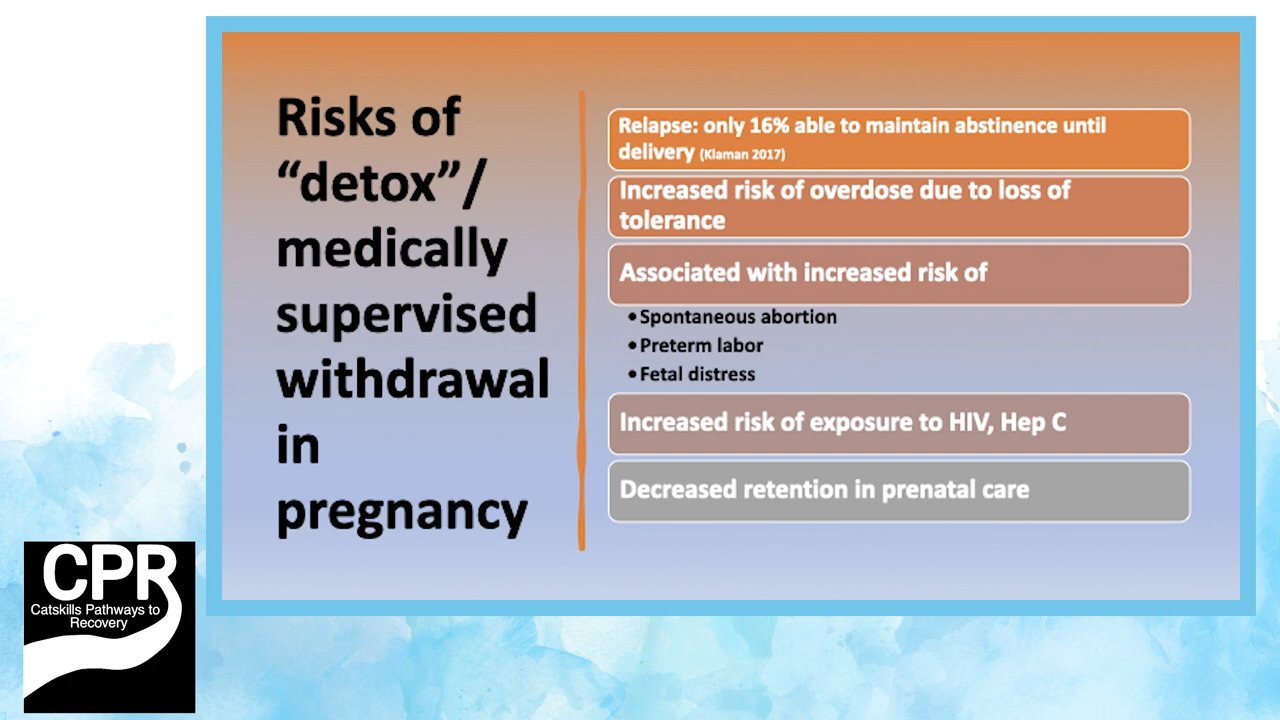 Risks of
“detox”/
medically
supervised
withdrawal
in
pregnancy
Relapse: only 16% able to maintain abstinence until
delivery (Klaman 2017)
Increased risk of overdose due to loss of
tolerance
Associated with increased risk of
•Spontaneous abortion
•Preterm labor
•Fetal distress
Increased risk of exposure to HIV, Hep C
Decreased retention in prenatal care
CPR
Catskills Pathways to
Recovery